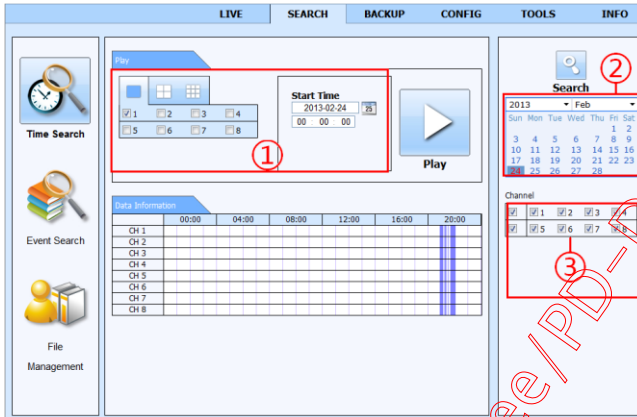 LIVE SEARCH BACKUP CONFIG TOOLS INFO
Time Search
Event Search
File
Management
Play
1 2 3 4
5 6 7 8
Start Time
2013-02-24 25
00 : 00 : 00
Play
1
Data Information
00:00 04:00 08:00 12:00 16:00 20:00
CH 1
CH 2
CH 3
CH 4
CH 5
CH 6
CH 7
CH 8
Search
2
2013 Feb
Sun Mon Tue Wed Thu Fri Sat
1 2
3 4 5 6 7 8 9
10 11 12 13 14 15 16
17 18 19 20 21 22 23
24 25 26 27 28
Channel
1 2 3 4
5 6 7 8
3
ee/PD-D